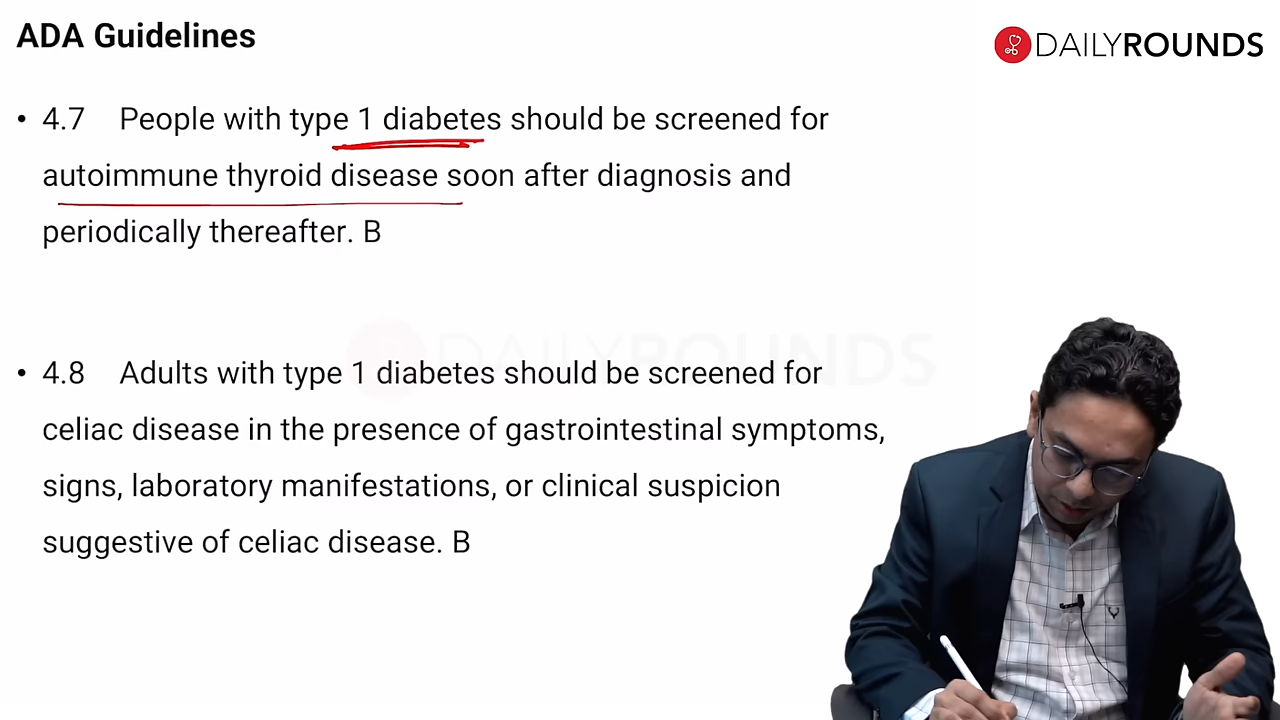 ADA Guidelines
DAILYROUNDS
• 4.7 People with type 1 diabetes should be screened for
autoimmune thyroid disease soon after diagnosis and
periodically thereafter. B
DAILYROUNDS
• 4.8 Adults with type 1 diabetes should be screened for
celiac disease in the presence of gastrointestinal symptoms,
signs, laboratory manifestations, or clinical suspicion
suggestive of celiac disease. B